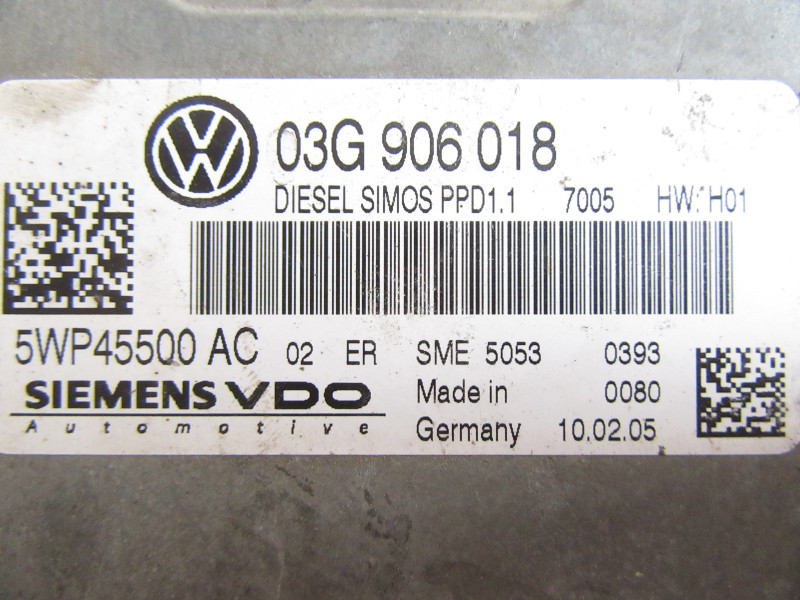 03G 906 018
DIESEL SIMOS PPD1.1 7005 HW: H01
5WP45500 AC 02 ER SME 5053 0393
SIEMENS VDO Made in 0080
Automotive Germany 10.02.05